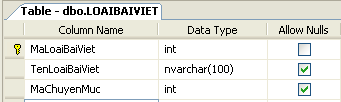 Table - dbo.LOAIBAIVIET
Column Name Data Type Allow Nulls
MaLoaiBaiViet int
TenLoaiBaiViet nvarchar(100)
MaChuyenMuc int